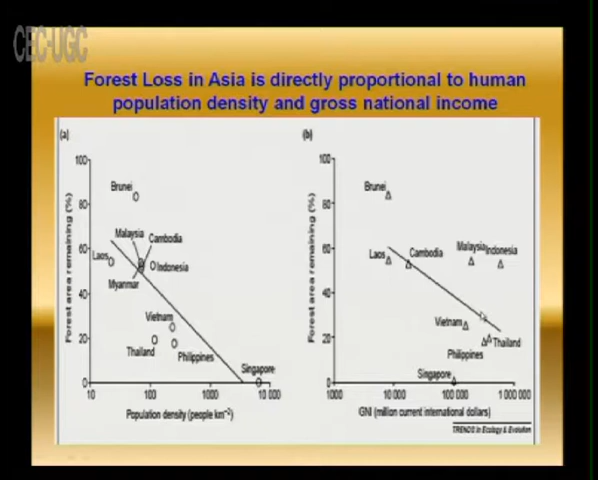 CEC-UGC
Forest Loss in Asia is directly proportional to human
population density and gross national income
(a)
Forest area remaining (%)
100
80
60
40
20
0
Brunei
Malaysia
Cambodia
Laos
Indonesia
Myanmar
Vietnam
Thailand
Philippines
Singapore
10
100
1000
10 000
Population density (people km⁻²)
(b)
Forest area remaining (%)
100
80
60
40
20
0
Brunei
Laos
Cambodia
Malaysia
Indonesia
Vietnam
Thailand
Philippines
Singapore
1000
10 000
100 000
1 000 000
GNI (million current international dollars)
TRENDS in Ecology & Evolution